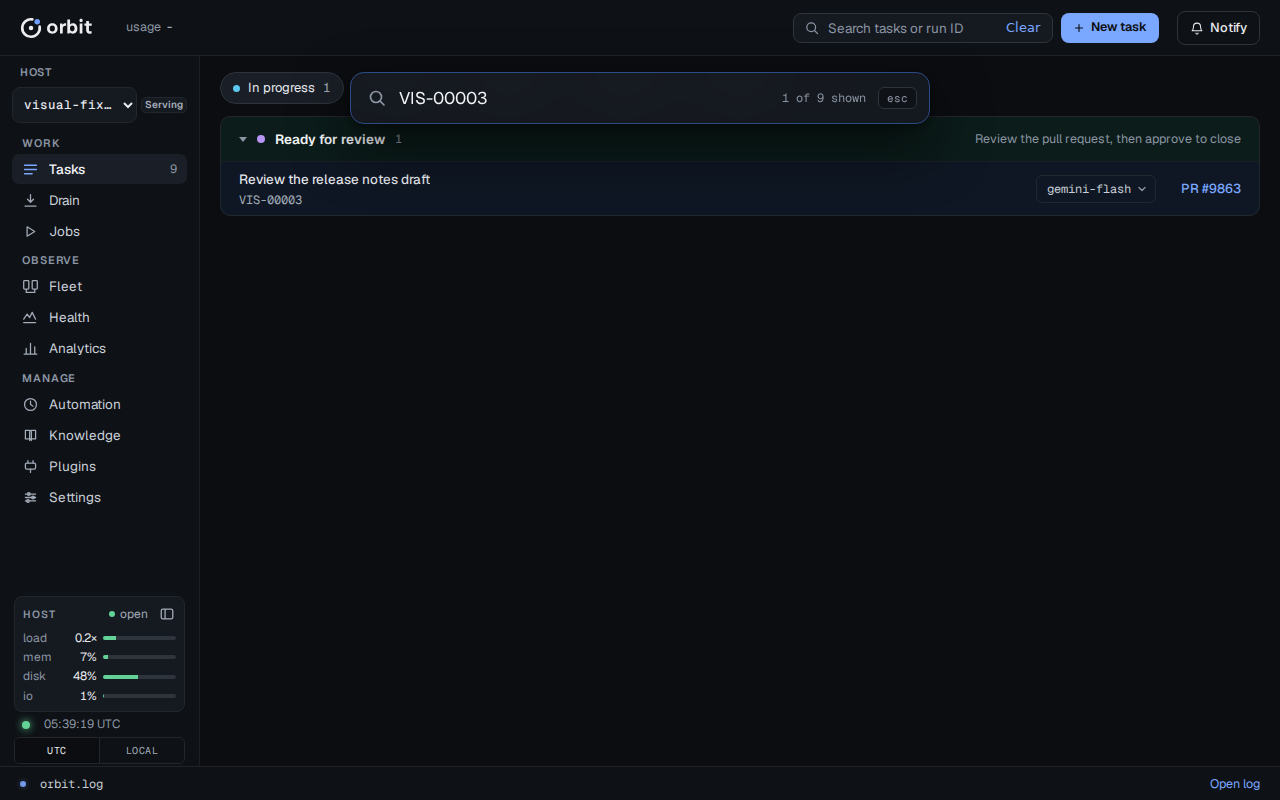 orbit
usage –
Search tasks or run ID
Clear
+ New task
Notify
HOST
visual-fix…
Serving
WORK
Tasks 9
Drain
Jobs
OBSERVE
Fleet
Health
Analytics
MANAGE
Automation
Knowledge
Plugins
Settings
HOST open
load 0.2×
mem 7%
disk 48%
io 1%
05:39:19 UTC
UTC LOCAL
In progress 1
VIS-00003
1 of 9 shown
esc
Ready for review 1
Review the pull request, then approve to close
Review the release notes draft
VIS-00003
gemini-flash
PR #9863
orbit.log
Open log